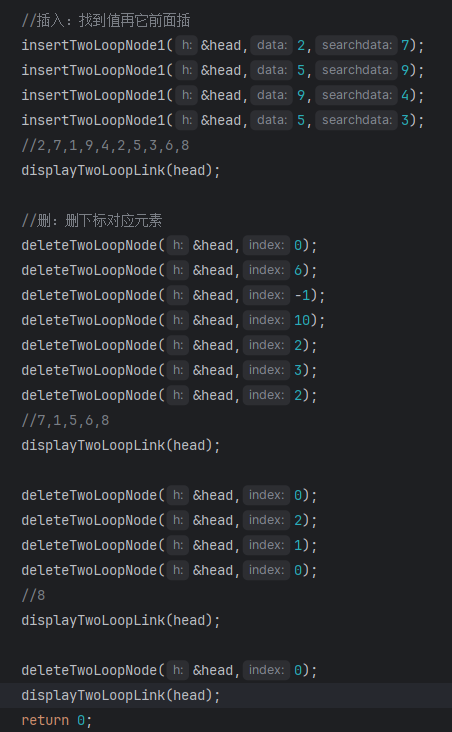 //插入：找到值再它前面插
insertTwoLoopNode1( h: &head, data: 2, searchdata: 7);
insertTwoLoopNode1( h: &head, data: 5, searchdata: 9);
insertTwoLoopNode1( h: &head, data: 9, searchdata: 4);
insertTwoLoopNode1( h: &head, data: 5, searchdata: 3);
//2,7,1,9,4,2,5,3,6,8
displayTwoLoopLink(head);
//删：删下标对应元素
deleteTwoLoopNode( h: &head, index: 0);
deleteTwoLoopNode( h: &head, index: 6);
deleteTwoLoopNode( h: &head, index: -1);
deleteTwoLoopNode( h: &head, index: 10);
deleteTwoLoopNode( h: &head, index: 2);
deleteTwoLoopNode( h: &head, index: 3);
deleteTwoLoopNode( h: &head, index: 2);
//7,1,5,6,8
displayTwoLoopLink(head);
deleteTwoLoopNode( h: &head, index: 0);
deleteTwoLoopNode( h: &head, index: 2);
deleteTwoLoopNode( h: &head, index: 1);
deleteTwoLoopNode( h: &head, index: 0);
//8
displayTwoLoopLink(head);
deleteTwoLoopNode( h: &head, index: 0);
displayTwoLoopLink(head);
return 0;